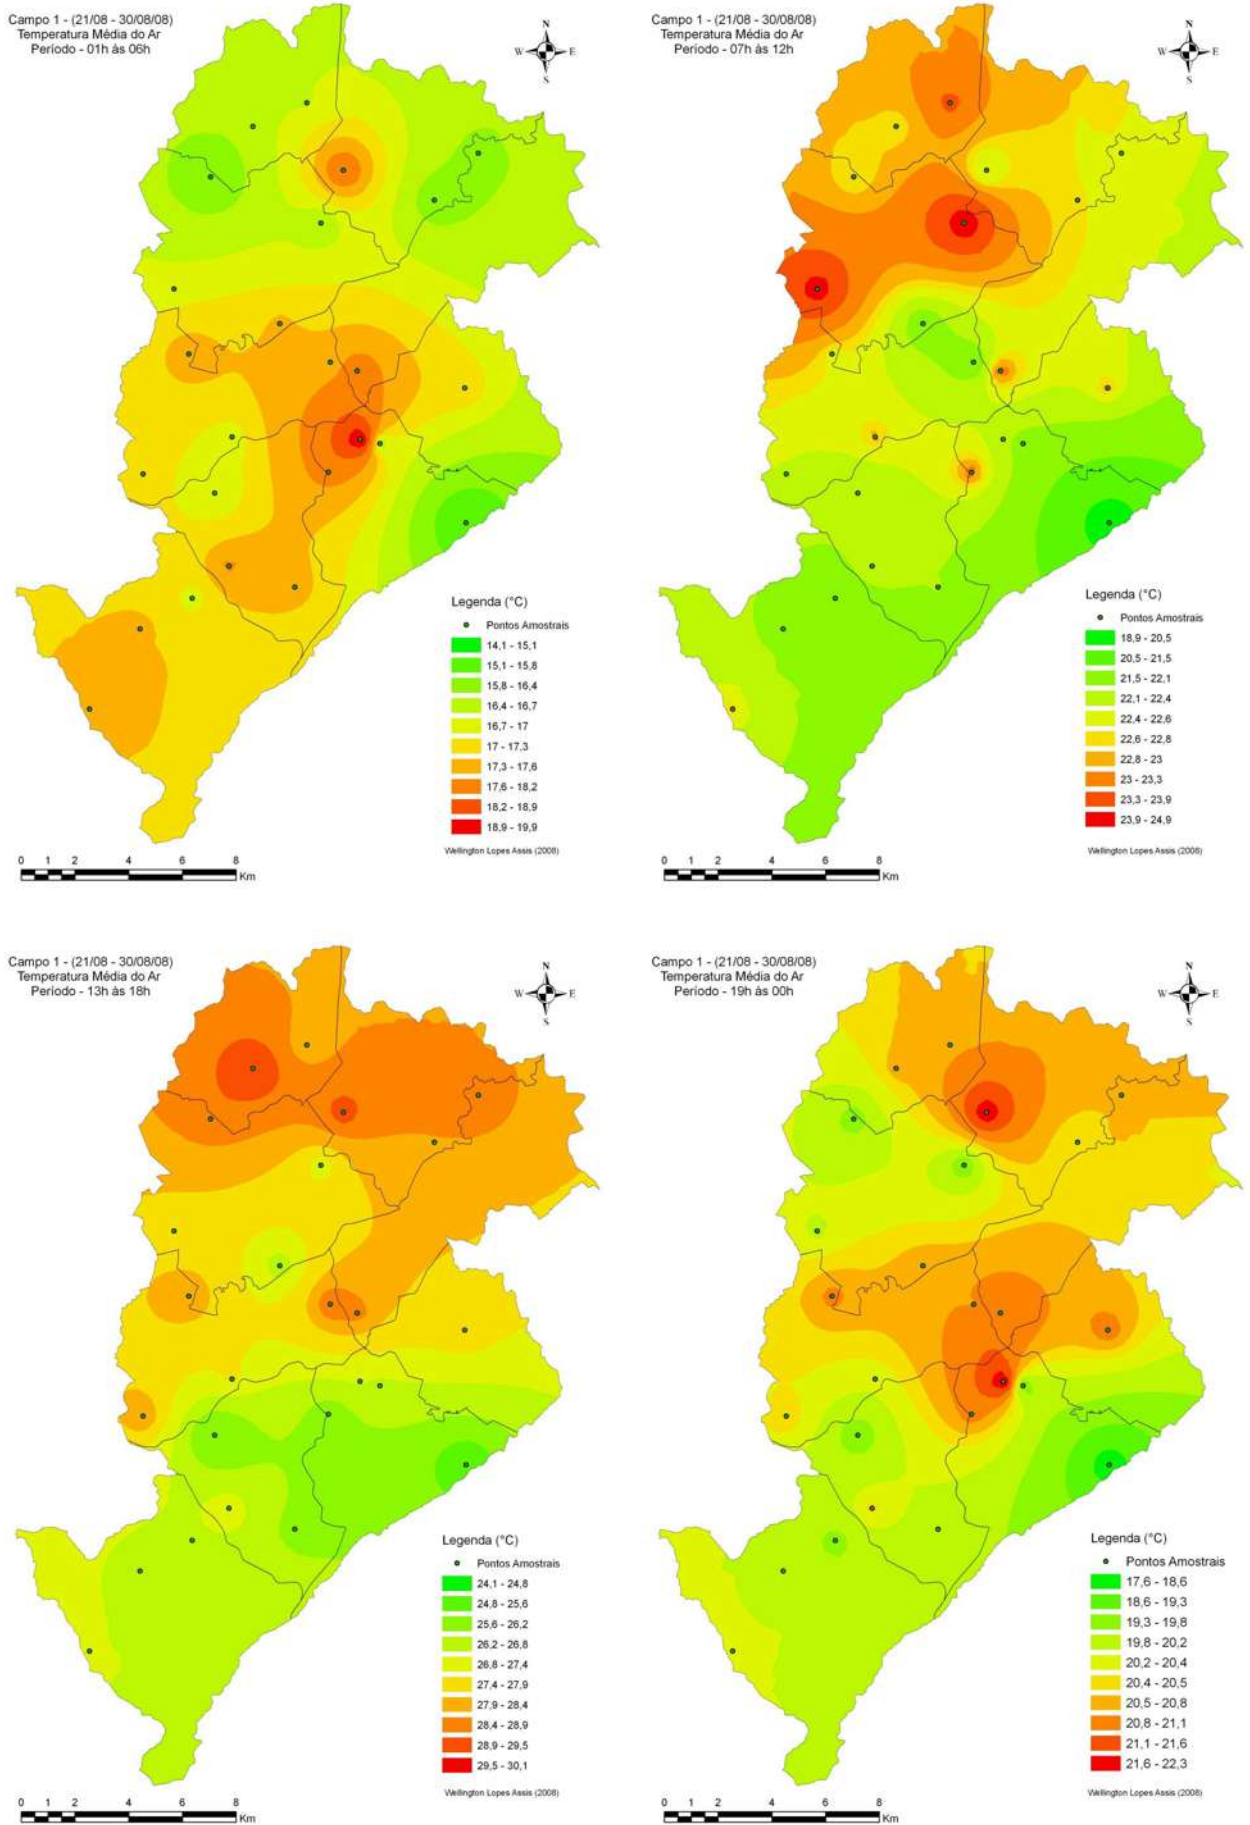 Campo 1 - (21/08 - 30/08/08)
Temperatura Média do Ar
Período - 01h às 06h
N
W E
S
Legenda (°C)
Pontos Amostrais
14,1 - 15,1
15,1 - 15,8
15,8 - 16,4
16,4 - 16,7
16,7 - 17
17 - 17,3
17,3 - 17,6
17,6 - 18,2
18,2 - 18,9
18,9 - 19,9
Wellington Lopes Assis (2008)
0 1 2 4 6 8
Km
Campo 1 - (21/08 - 30/08/08)
Temperatura Média do Ar
Período - 07h às 12h
N
W E
S
Legenda (°C)
Pontos Amostrais
18,9 - 20,5
20,5 - 21,5
21,5 - 22,1
22,1 - 22,4
22,4 - 22,6
22,6 - 22,8
22,8 - 23
23 - 23,3
23,3 - 23,9
23,9 - 24,9
Wellington Lopes Assis (2008)
0 1 2 4 6 8
Km
Campo 1 - (21/08 - 30/08/08)
Temperatura Média do Ar
Período - 13h às 18h
N
W E
S
Legenda (°C)
Pontos Amostrais
24,1 - 24,8
24,8 - 25,6
25,6 - 26,2
26,2 - 26,8
26,8 - 27,4
27,4 - 27,9
27,9 - 28,4
28,4 - 28,9
28,9 - 29,5
29,5 - 30,1
Wellington Lopes Assis (2008)
0 1 2 4 6 8
Km
Campo 1 - (21/08 - 30/08/08)
Temperatura Média do Ar
Período - 19h às 00h
N
W E
S
Legenda (°C)
Pontos Amostrais
17,6 - 18,6
18,6 - 19,3
19,3 - 19,8
19,8 - 20,2
20,2 - 20,4
20,4 - 20,5
20,5 - 20,8
20,8 - 21,1
21,1 - 21,6
21,6 - 22,3
Wellington Lopes Assis (2008)
0 1 2 4 6 8
Km